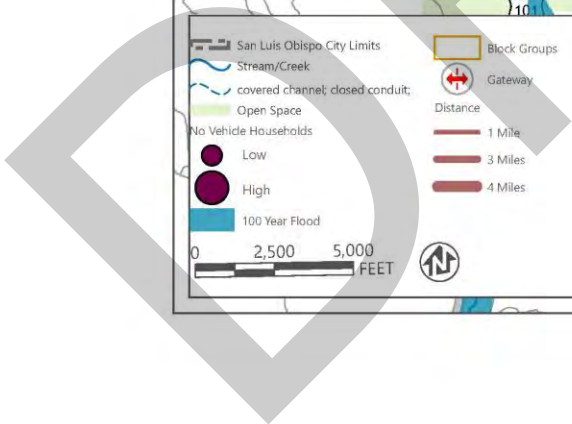 101
San Luis Obispo City Limits
Stream/Creek
covered channel; closed conduit;
Open Space
No Vehicle Households
Low
High
100 Year Flood
0 2,500 5,000
FEET
Block Groups
Gateway
Distance
1 Mile
3 Miles
4 Miles
N